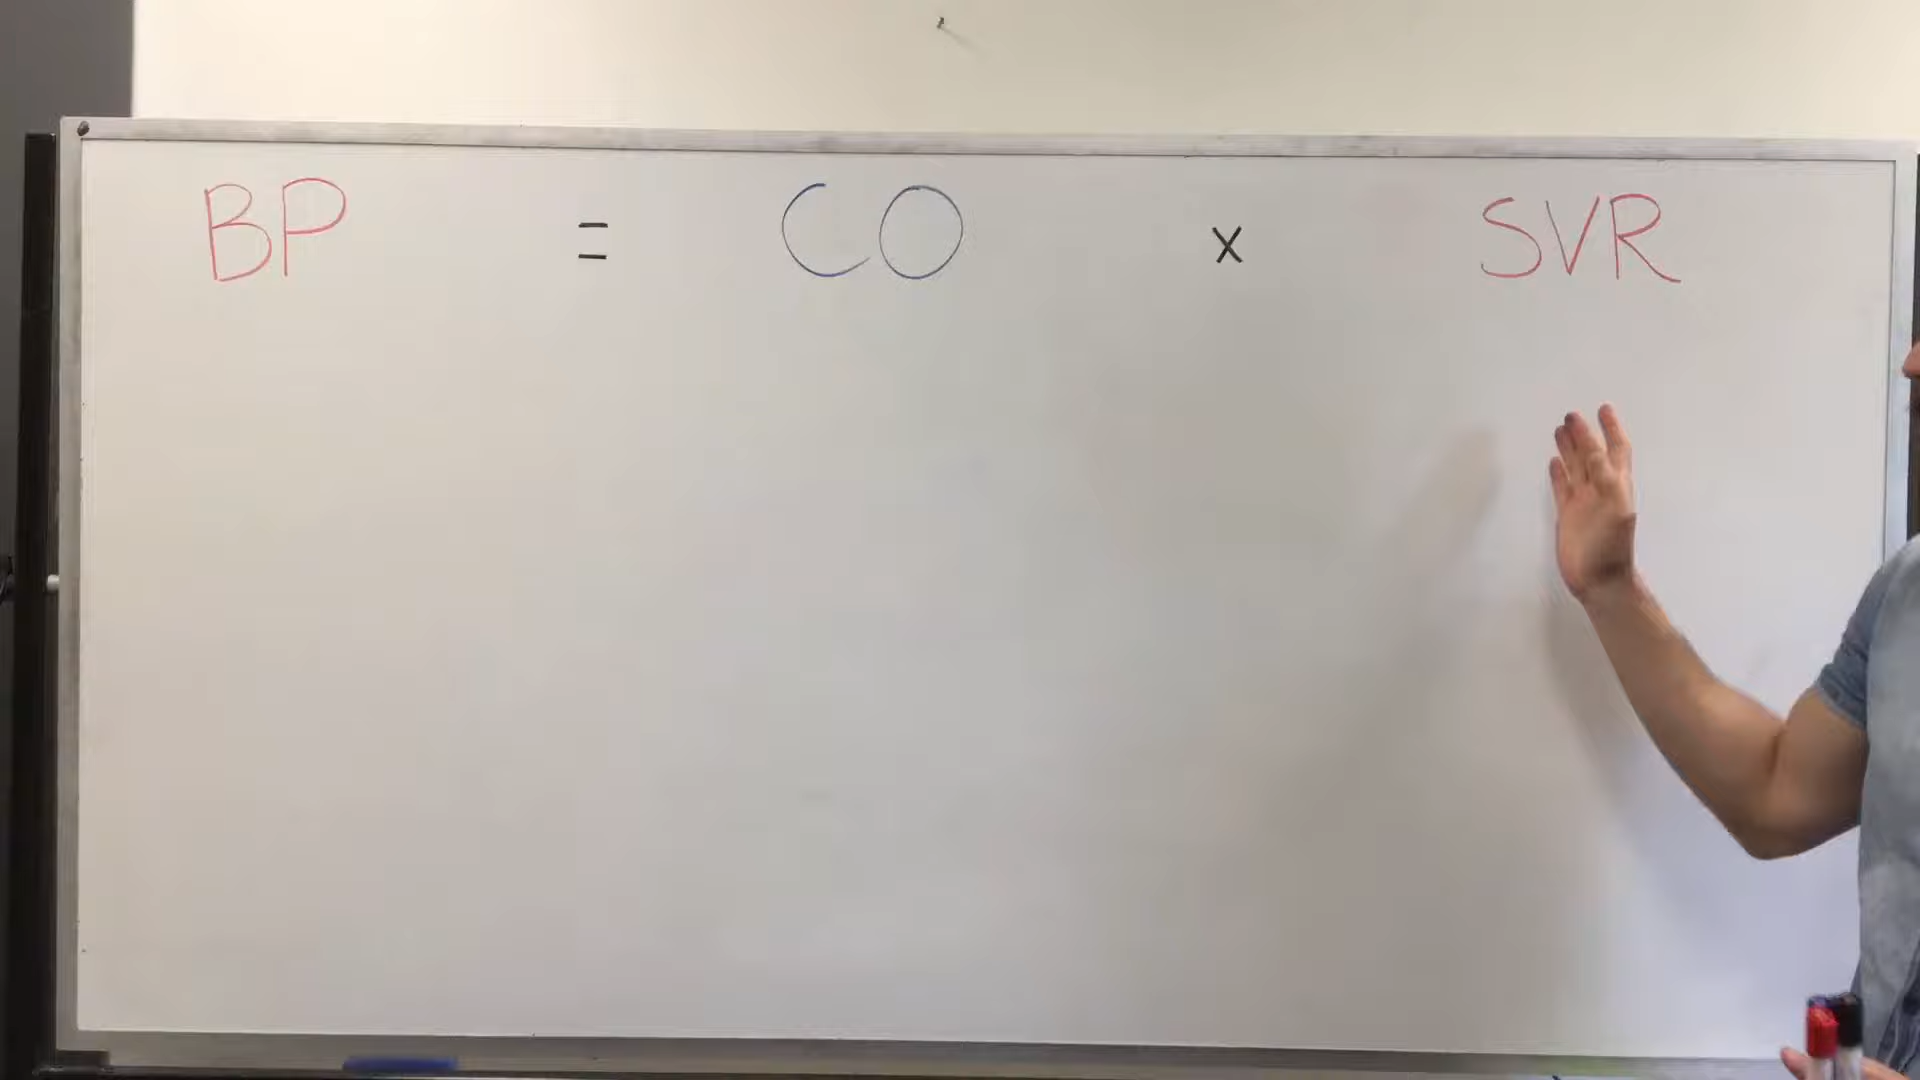 BP = CO x SVR